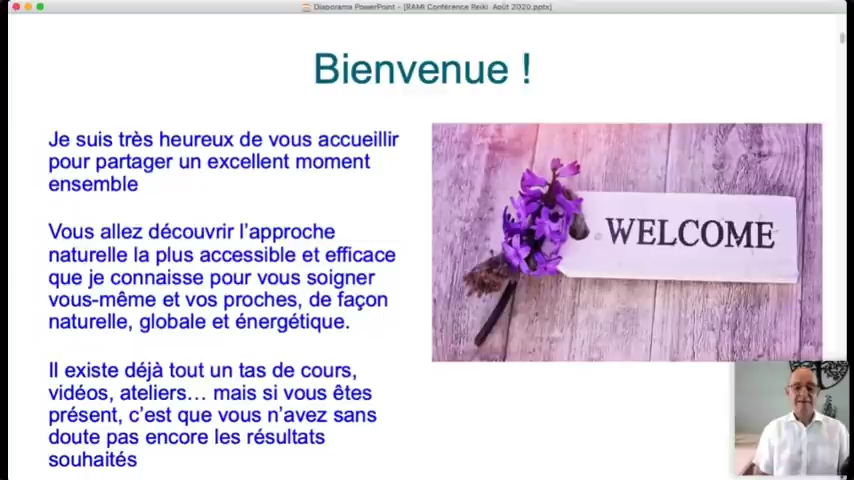 Diaporama PowerPoint - [RAMI Conférence Reiki Août 2020.pptx]
Bienvenue !
Je suis très heureux de vous accueillir
pour partager un excellent moment
ensemble
Vous allez découvrir l'approche
naturelle la plus accessible et efficace
que je connaisse pour vous soigner
vous-même et vos proches, de façon
naturelle, globale et énergétique.
Il existe déjà tout un tas de cours,
vidéos, ateliers… mais si vous êtes
présent, c'est que vous n'avez sans
doute pas encore les résultats
souhaités
WELCOME